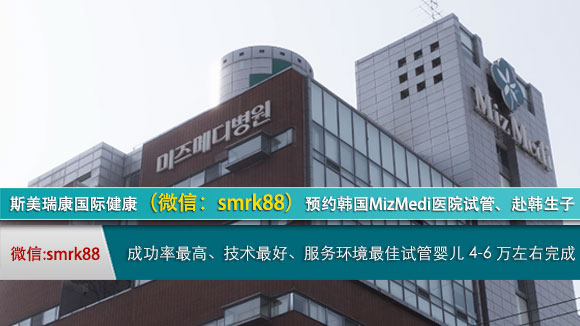 미즈메디병원
MizMedi
斯美瑞康国际健康（微信：smrk88）预约韩国MizMedi医院试管、赴韩生子
微信:smrk88 成功率最高、技术最好、服务环境最佳试管婴儿 4-6 万左右完成